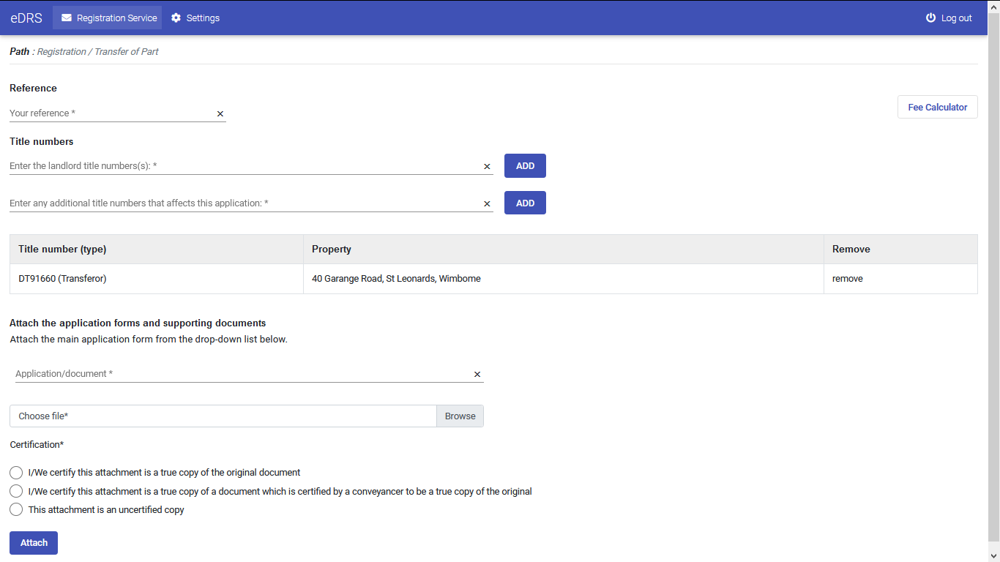 eDRS Registration Service Settings Log out
Path : Registration / Transfer of Part
Reference
Your reference *
Fee Calculator
Title numbers
Enter the landlord title numbers(s): *
ADD
Enter any additional title numbers that affects this application: *
ADD
Title number (type) Property Remove
DT91660 (Transferor) 40 Garange Road, St Leonards, Wimbome remove
Attach the application forms and supporting documents
Attach the main application form from the drop-down list below.
Application/document *
Choose file* Browse
Certification*
I/We certify this attachment is a true copy of the original document
I/We certify this attachment is a true copy of a document which is certified by a conveyancer to be a true copy of the original
This attachment is an uncertified copy
Attach